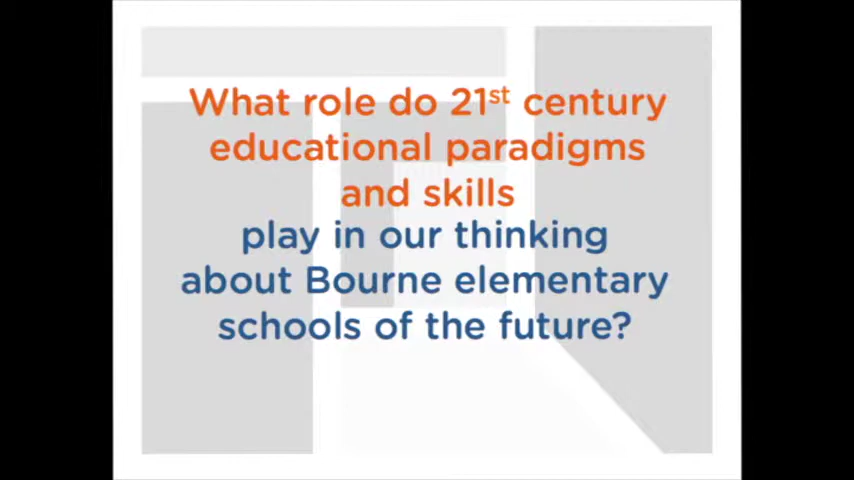 What role do 21st century
educational paradigms
and skills
play in our thinking
about Bourne elementary
schools of the future?